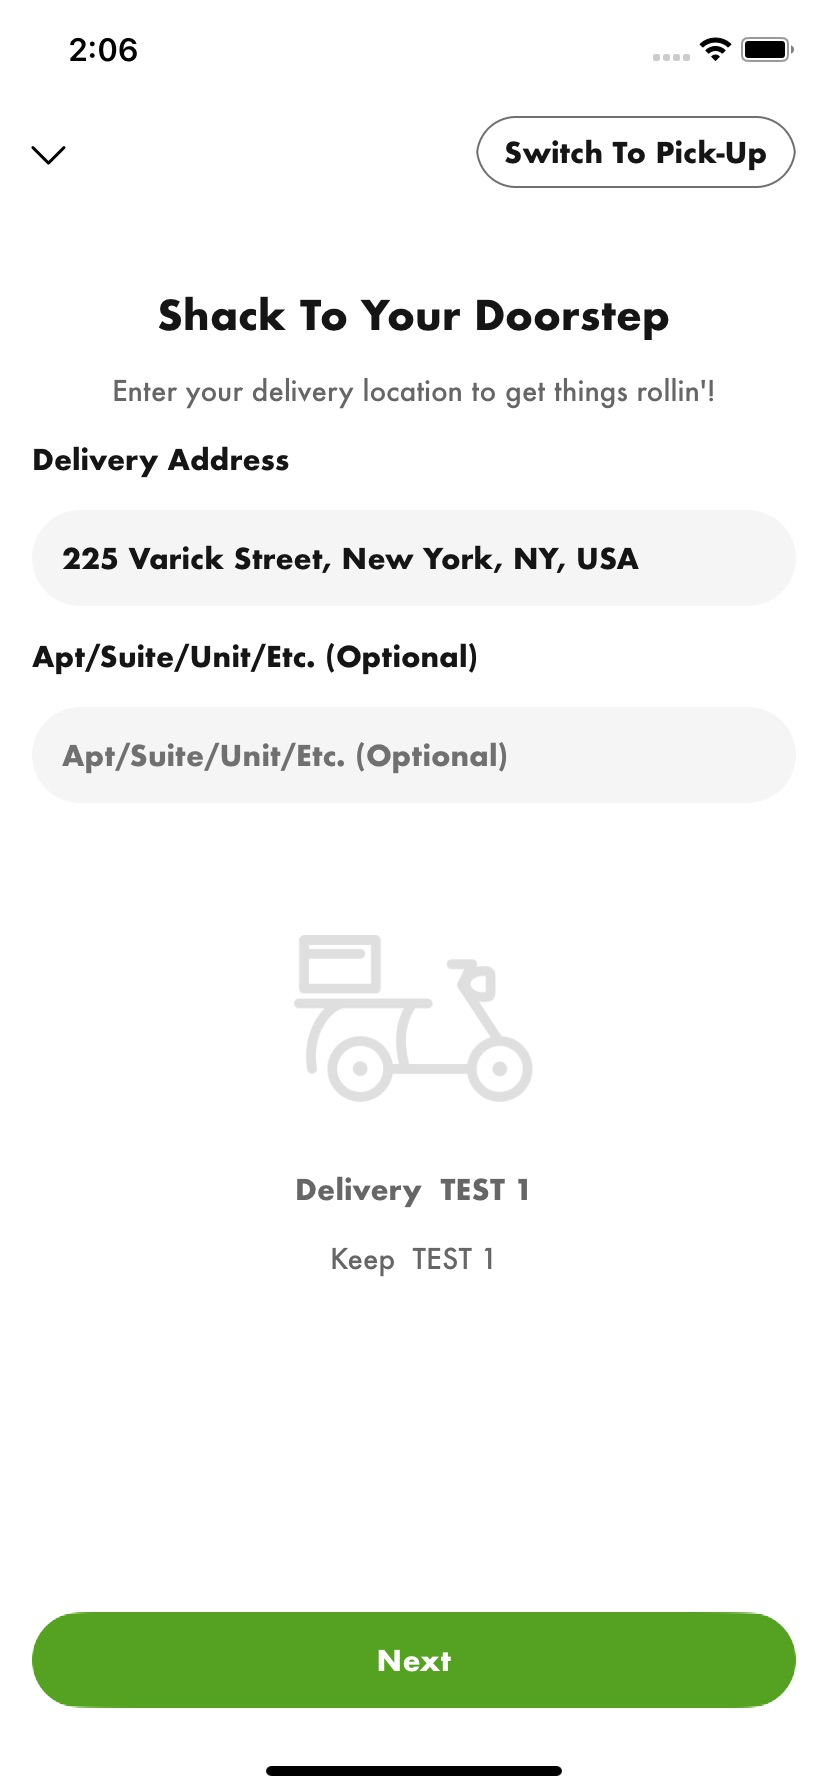 2:06
Switch To Pick-Up
Shack To Your Doorstep
Enter your delivery location to get things rollin'!
Delivery Address
225 Varick Street, New York, NY, USA
Apt/Suite/Unit/Etc. (Optional)
Apt/Suite/Unit/Etc. (Optional)
Delivery TEST 1
Keep TEST 1
Next